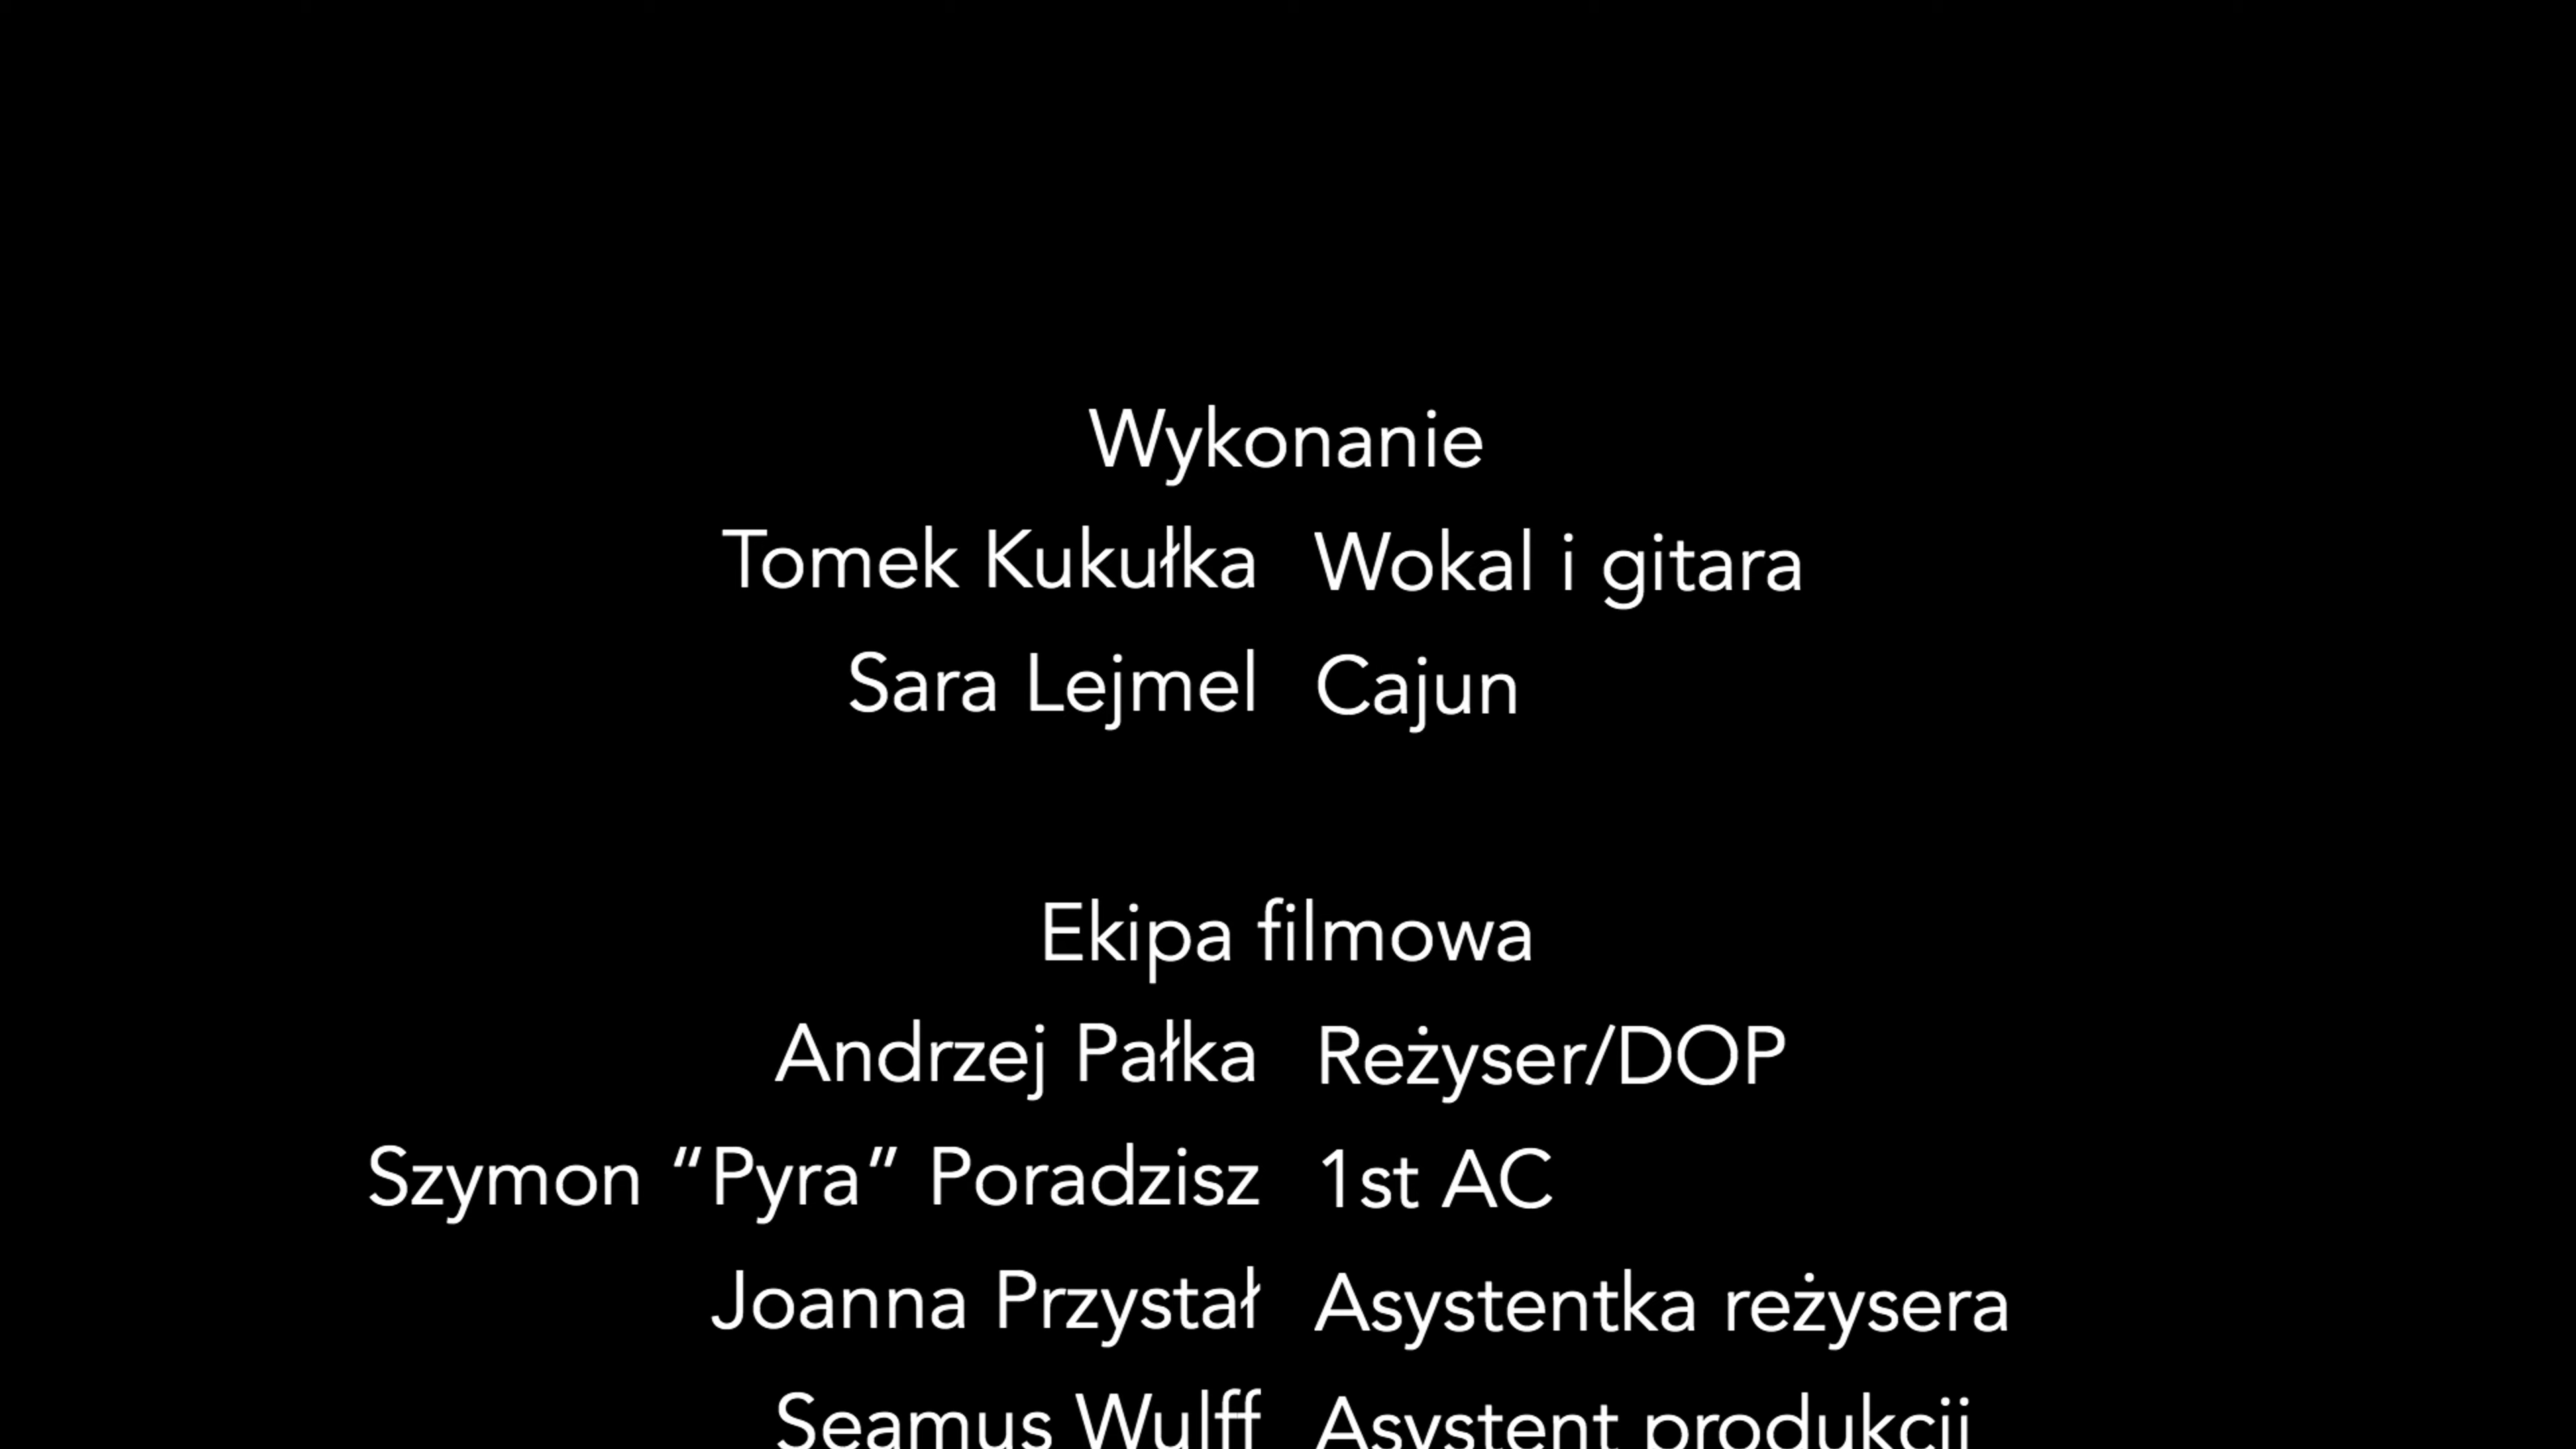 Wykonanie
Tomek Kukułka Wokal i gitara
Sara Lejmel Cajun
Ekipa filmowa
Andrzej Pałka Reżyser/DOP
Szymon “Pyra” Poradzisz 1st AC
Joanna Przystał Asystentka reżysera
Seamus Wulff Asystent produkcji